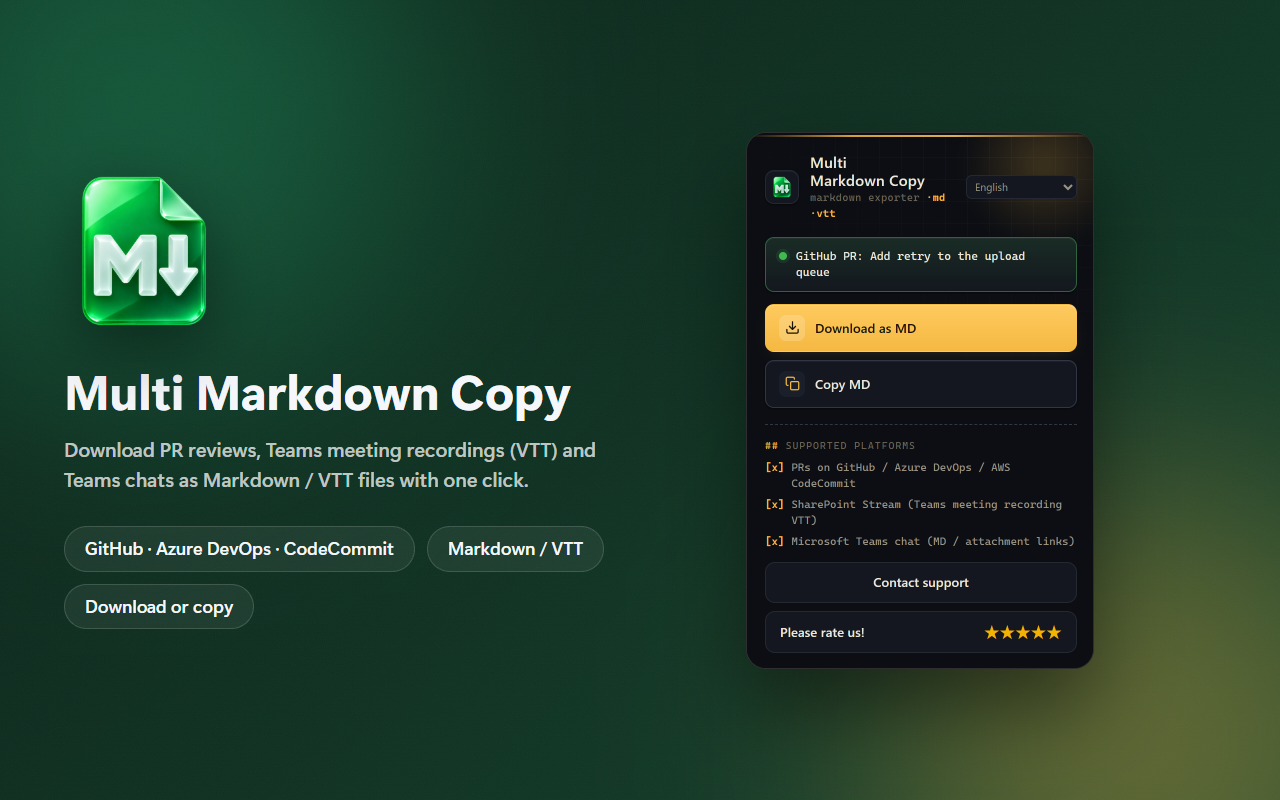 M↓
Multi Markdown Copy
Download PR reviews, Teams meeting recordings (VTT) and
Teams chats as Markdown / VTT files with one click.
GitHub · Azure DevOps · CodeCommit
Markdown / VTT
Download or copy
M↓
Multi
Markdown Copy
markdown exporter ·md
·vtt
English
GitHub PR: Add retry to the upload
queue
Download as MD
Copy MD
## SUPPORTED PLATFORMS
[x] PRs on GitHub / Azure DevOps / AWS
CodeCommit
[x] SharePoint Stream (Teams meeting recording
VTT)
[x] Microsoft Teams chat (MD / attachment links)
Contact support
Please rate us! ★★★★★